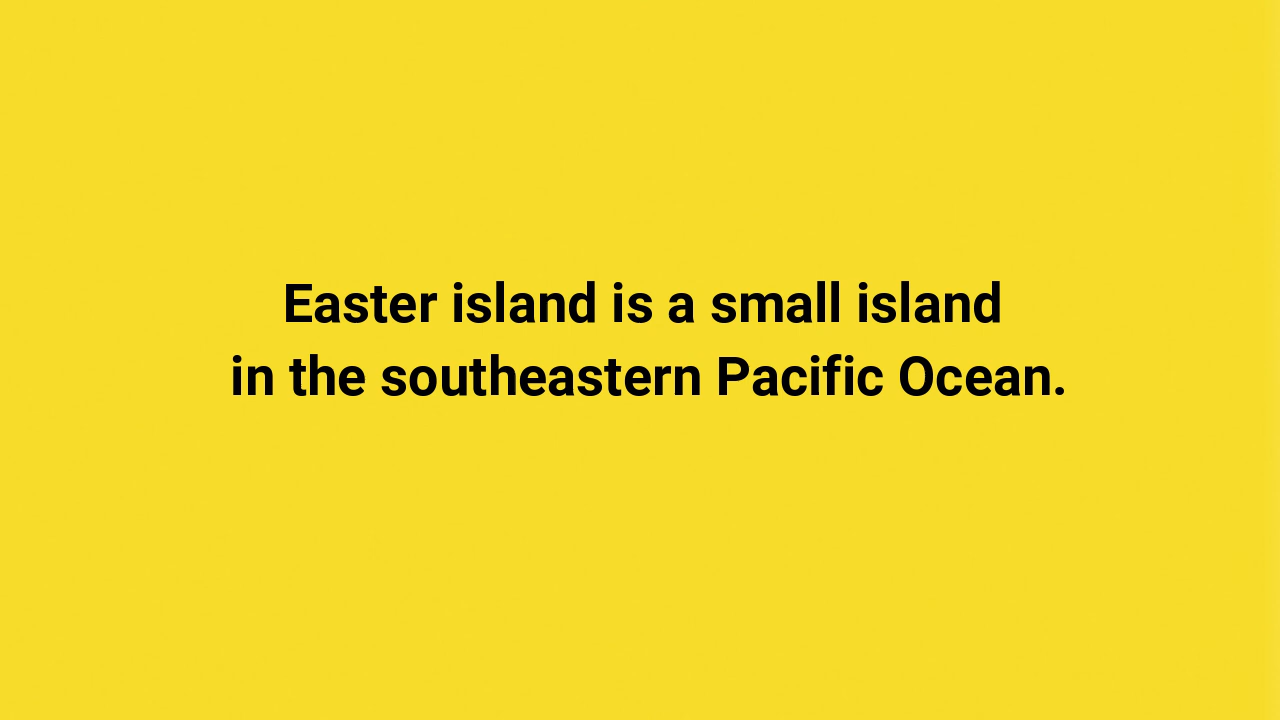 Easter island is a small island
in the southeastern Pacific Ocean.